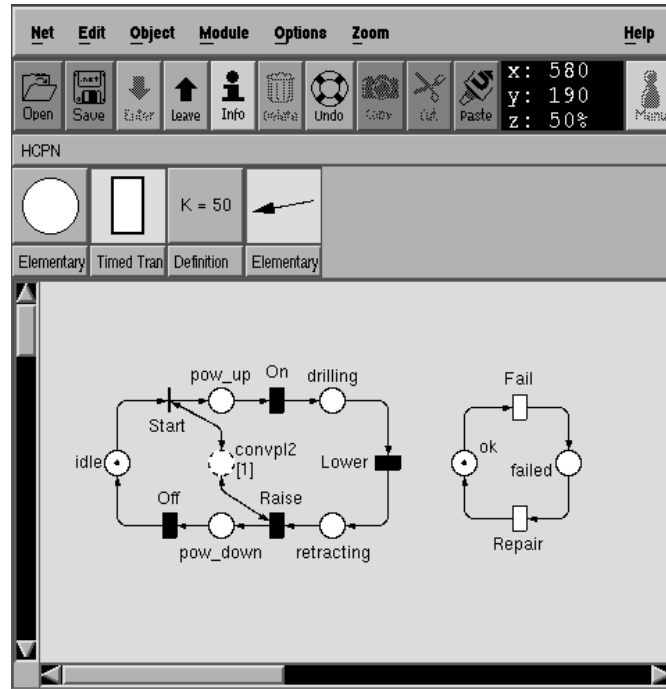 Net Edit Object Module Options Zoom Help
Open Save Enter Leave Info Delete Undo Copy Cut Paste Menu
x: 580
y: 190
z: 50%
HCPN
K = 50
Elementary Timed Tran Definition Elementary
pow_up On drilling
Fail
Start
convpl2
[1]
idle
Lower
ok
failed
Off Raise
pow_down retracting
Repair